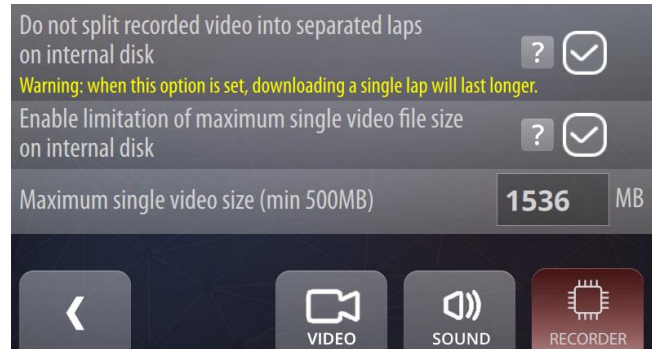 Do not split recorded video into separated laps
on internal disk
?
Warning: when this option is set, downloading a single lap will last longer.
Enable limitation of maximum single video file size
on internal disk
?
Maximum single video size (min 500MB)
1536 MB
VIDEO
SOUND
RECORDER